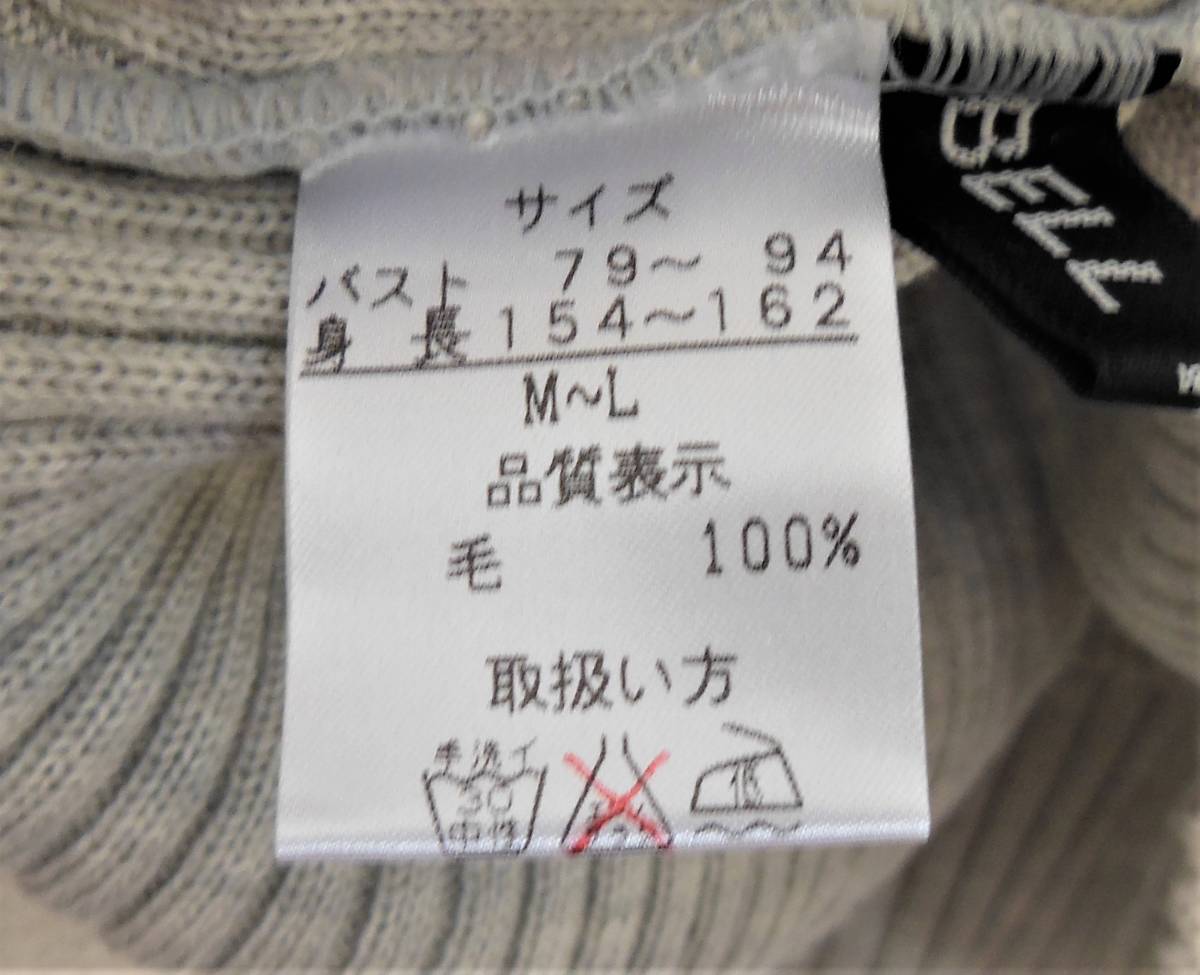 サイズ
バスト 79～ 94
身 長 154～162
M～L
品質表示
毛 100%
取扱い方
手洗イ
30
中性
BELL